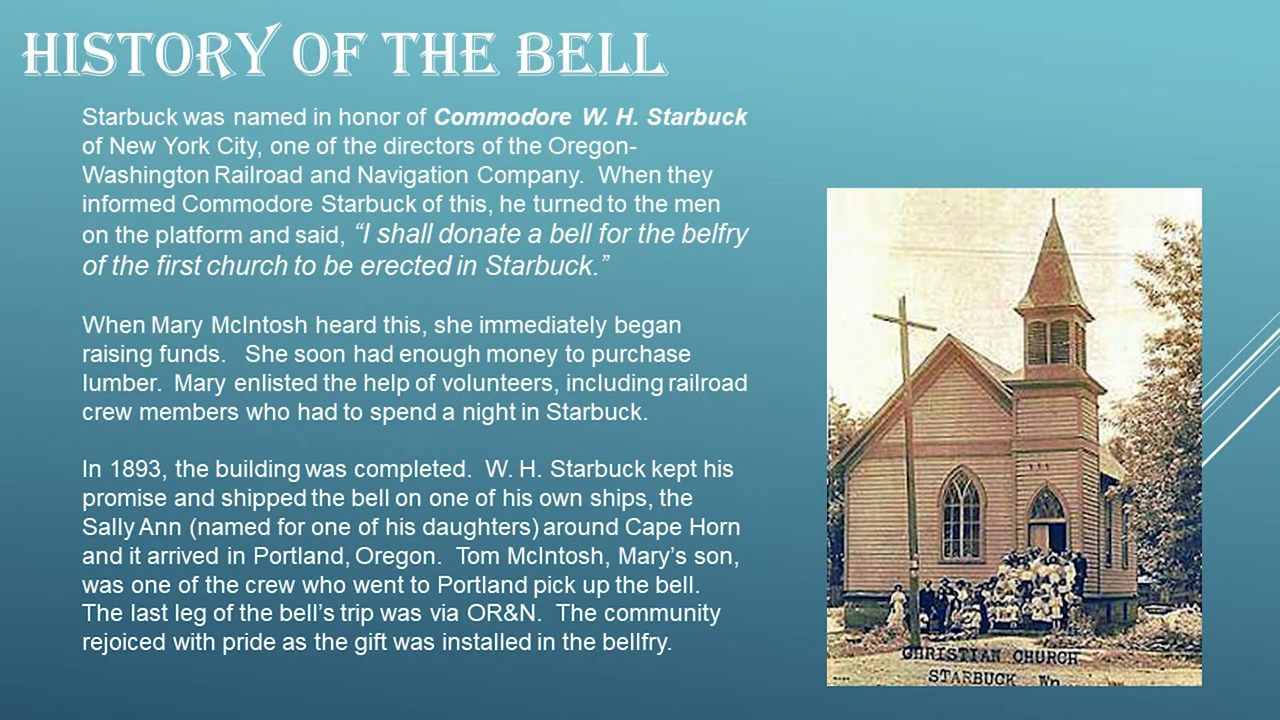 HISTORY OF THE BELL
Starbuck was named in honor of Commodore W. H. Starbuck
of New York City, one of the directors of the Oregon-
Washington Railroad and Navigation Company. When they
informed Commodore Starbuck of this, he turned to the men
on the platform and said, “I shall donate a bell for the belfry
of the first church to be erected in Starbuck.”
When Mary McIntosh heard this, she immediately began
raising funds. She soon had enough money to purchase
lumber. Mary enlisted the help of volunteers, including railroad
crew members who had to spend a night in Starbuck.
In 1893, the building was completed. W. H. Starbuck kept his
promise and shipped the bell on one of his own ships, the
Sally Ann (named for one of his daughters) around Cape Horn
and it arrived in Portland, Oregon. Tom McIntosh, Mary’s son,
was one of the crew who went to Portland pick up the bell.
The last leg of the bell’s trip was via OR&N. The community
rejoiced with pride as the gift was installed in the bellfry.
CHRISTIAN CHURCH
STARBUCK Wn